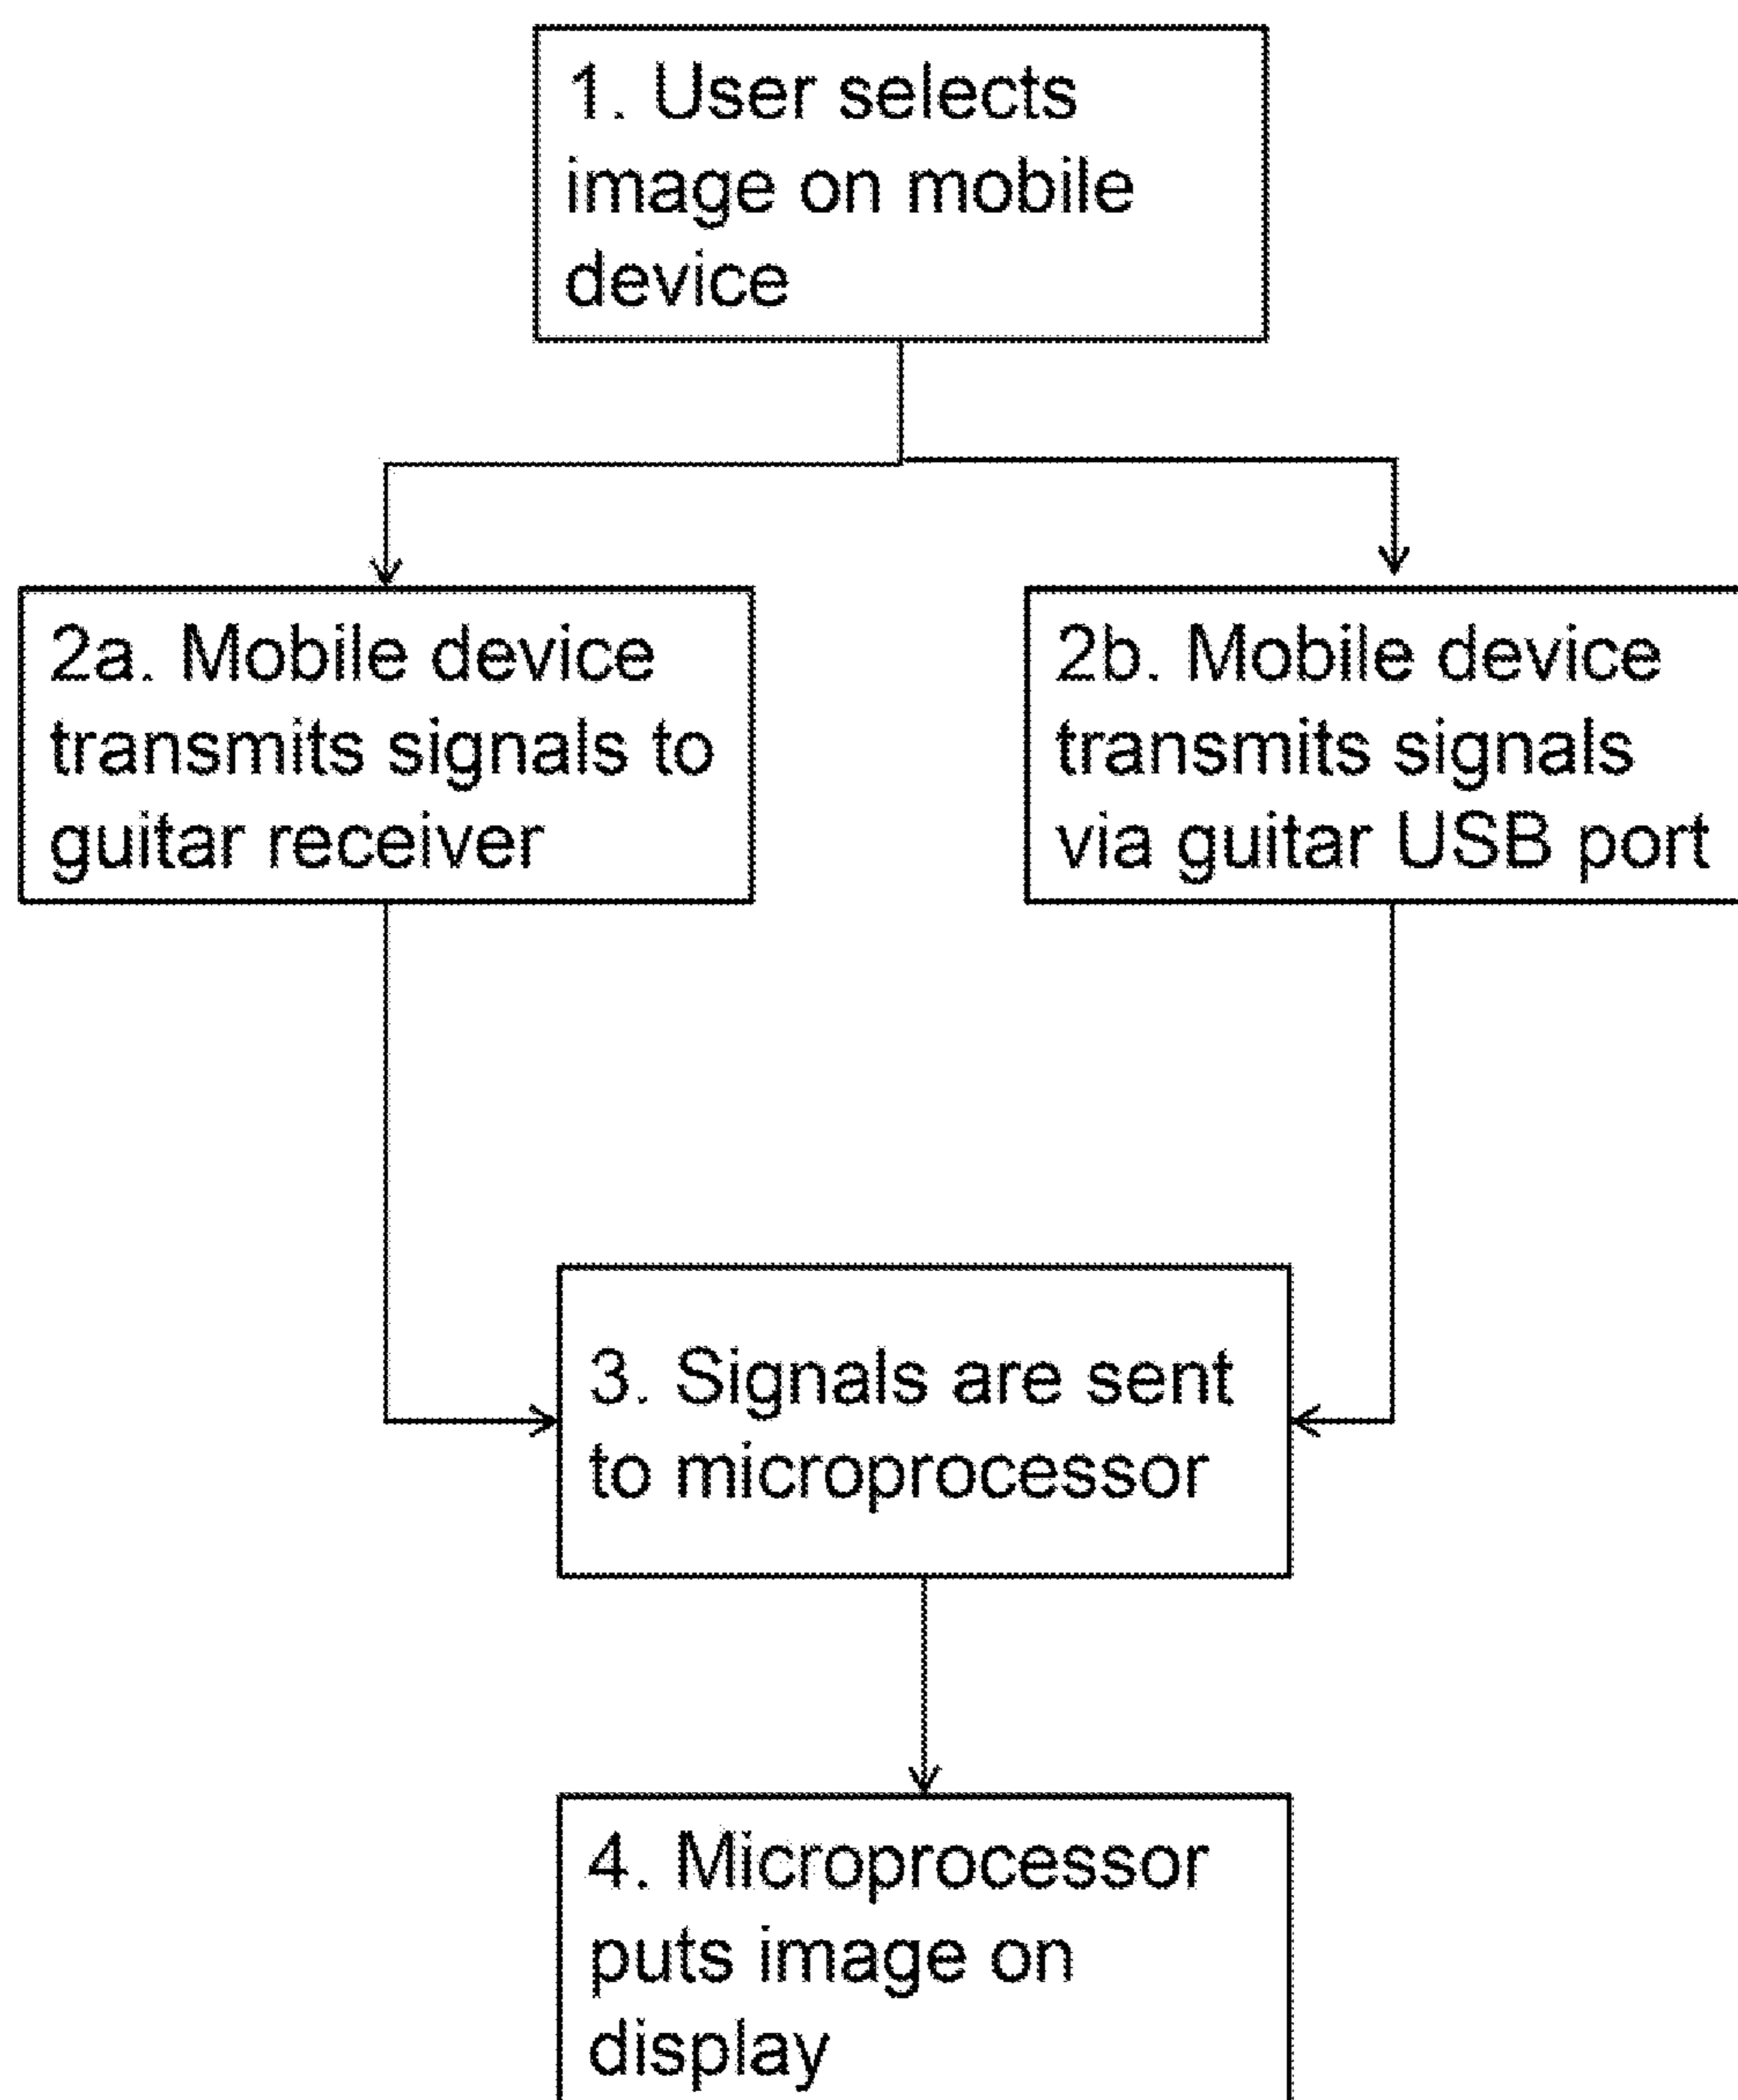 1. User selects
image on mobile
device
2a. Mobile device
transmits signals to
guitar receiver
2b. Mobile device
transmits signals
via guitar USB port
3. Signals are sent
to microprocessor
4. Microprocessor
puts image on
display